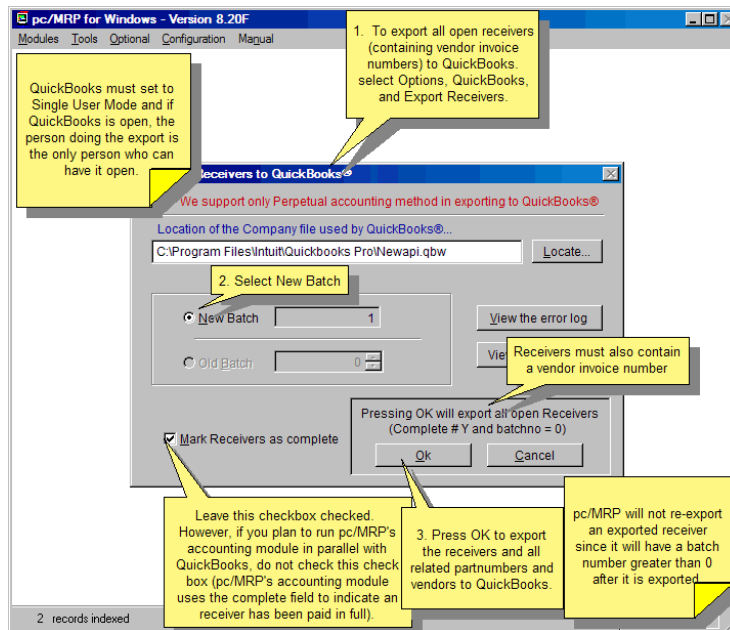 pc/MRP for Windows - Version 8.20F
Modules Tools Optional Configuration Manual
QuickBooks must set to
Single User Mode and if
QuickBooks is open, the
person doing the export is
the only person who can
have it open.
1. To export all open receivers
(containing vendor invoice
numbers) to QuickBooks.
select Options, QuickBooks,
and Export Receivers.
Receivers to QuickBooks®
We support only Perpetual accounting method in exporting to QuickBooks®
Location of the Company file used by QuickBooks®...
C:\Program Files\Intuit\Quickbooks Pro\Newapi.qbw
Locate...
2. Select New Batch
New Batch 1
View the error log
Old Batch 0
Receivers must also contain
a vendor invoice number
Pressing OK will export all open Receivers
(Complete # Y and batchno = 0)
Mark Receivers as complete
Ok Cancel
Leave this checkbox checked.
However, if you plan to run pc/MRP's
accounting module in parallel with
QuickBooks, do not check this check
box (pc/MRP's accounting module
uses the complete field to indicate an
receiver has been paid in full).
3. Press OK to export
the receivers and all
related partnumbers and
vendors to QuickBooks.
pc/MRP will not re-export
an exported receiver
since it will have a batch
number greater than 0
after it is exported.
2 records indexed